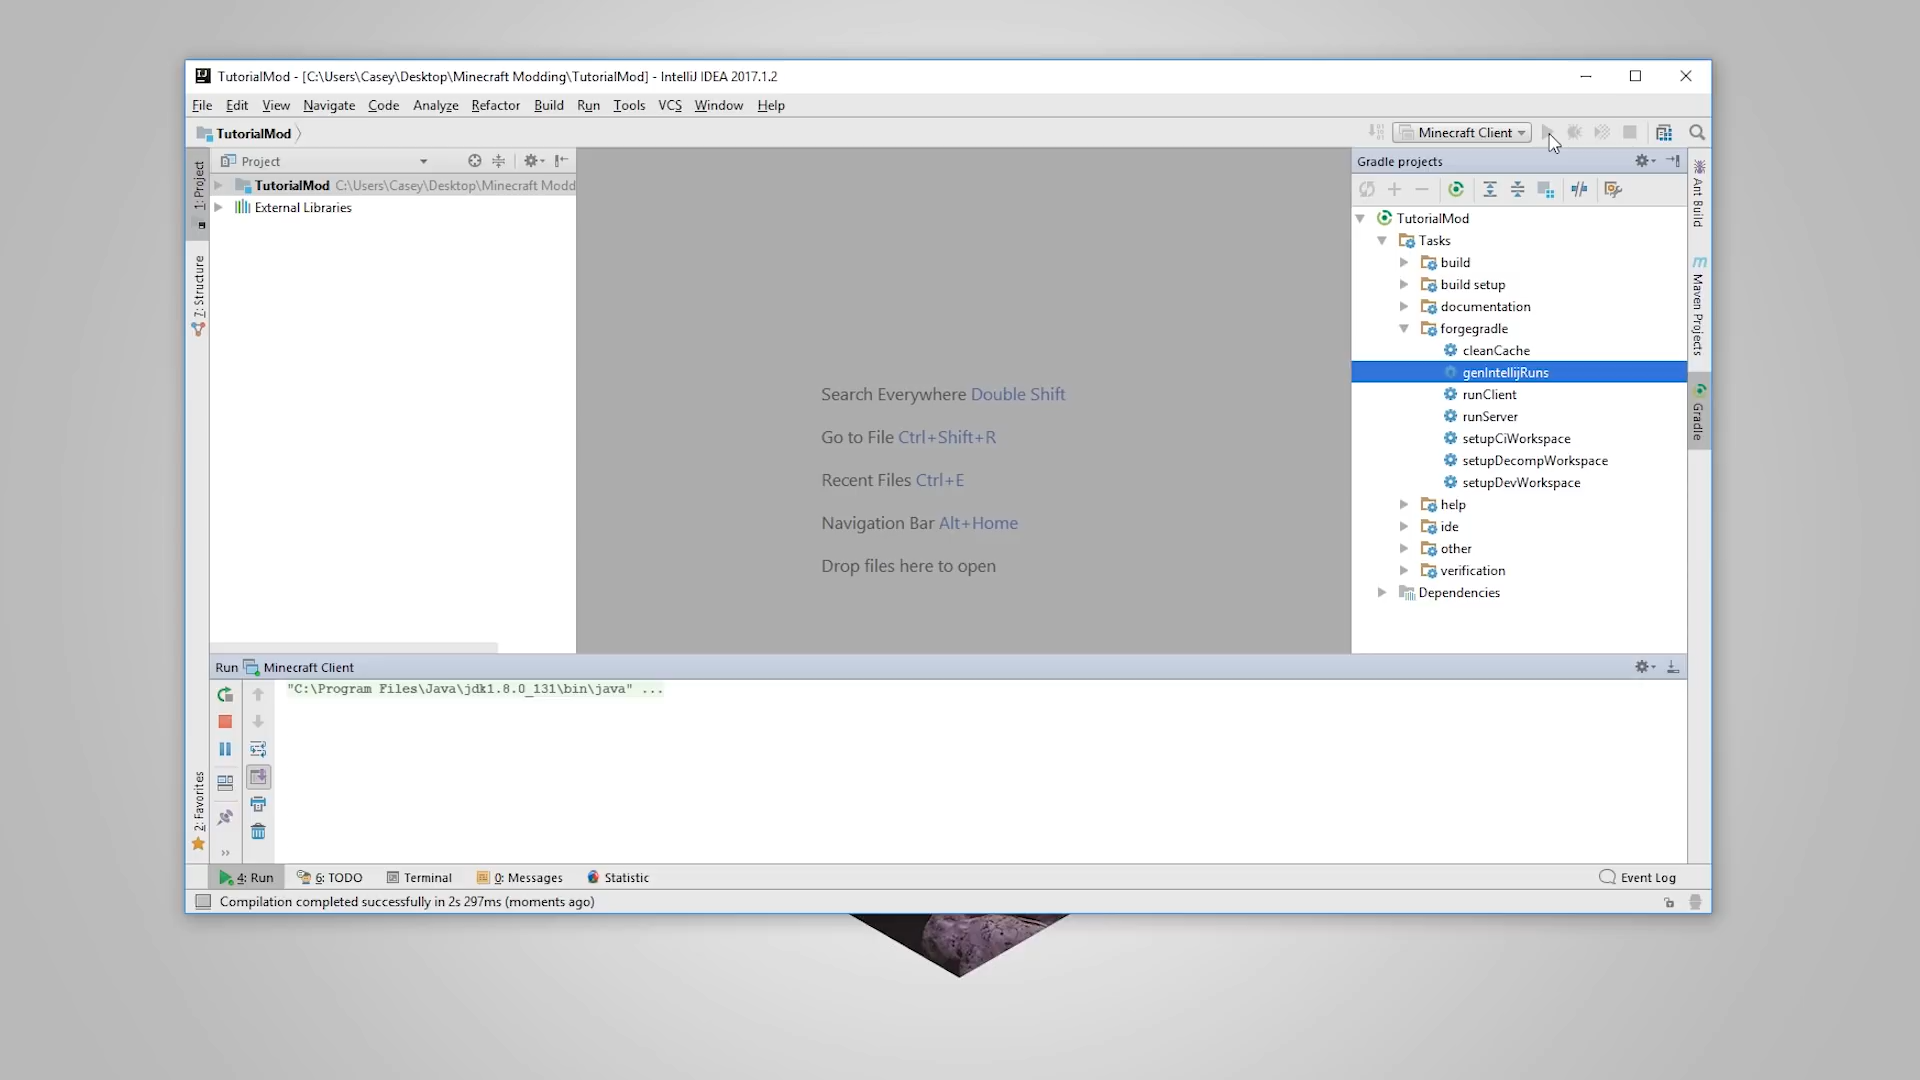 TutorialMod - [C:\Users\Casey\Desktop\Minecraft Modding\TutorialMod] - IntelliJ IDEA 2017.1.2
File Edit View Navigate Code Analyze Refactor Build Run Tools VCS Window Help
TutorialMod
Minecraft Client
1: Project
Project
Gradle projects
TutorialMod C:\Users\Casey\Desktop\Minecraft Modd
External Libraries
7: Structure
Search Everywhere Double Shift
Go to File Ctrl+Shift+R
Recent Files Ctrl+E
Navigation Bar Alt+Home
Drop files here to open
TutorialMod
Tasks
build
build setup
documentation
forgegradle
cleanCache
genIntellijRuns
runClient
runServer
setupCiWorkspace
setupDecompWorkspace
setupDevWorkspace
help
ide
other
verification
Dependencies
Ant Build
Maven Projects
Gradle
Run Minecraft Client
"C:\Program Files\Java\jdk1.8.0_131\bin\java" ...
2: Favorites
4: Run 6: TODO Terminal 0: Messages Statistic Event Log
Compilation completed successfully in 2s 297ms (moments ago)